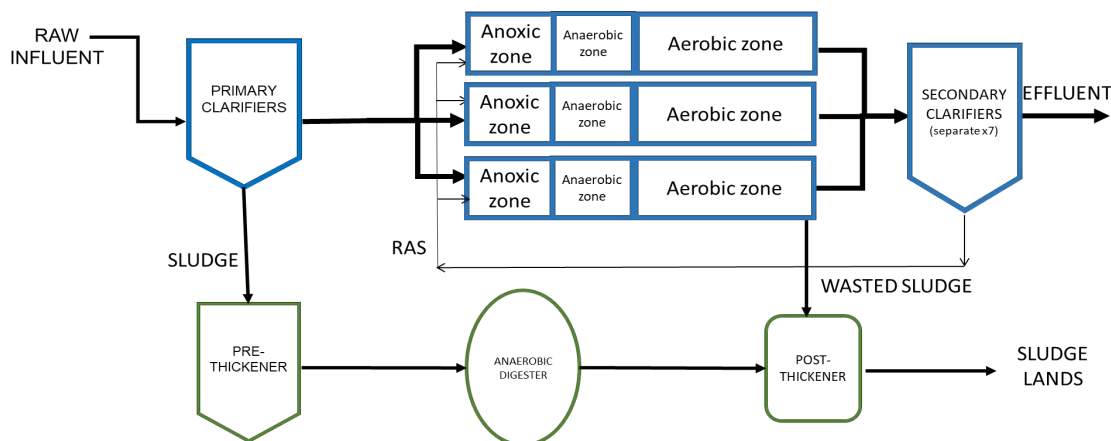 RAW
INFLUENT
PRIMARY
CLARIFIERS
Anoxic
zone
Anaerobic
zone
Aerobic zone
Anoxic
zone
Anaerobic
zone
Aerobic zone
Anoxic
zone
Anaerobic
zone
Aerobic zone
SECONDARY
CLARIFIERS
(separate x7)
EFFLUENT
RAS
SLUDGE
WASTED SLUDGE
PRE-
THICKENER
ANAEROBIC
DIGESTER
POST-
THICKENER
SLUDGE
LANDS